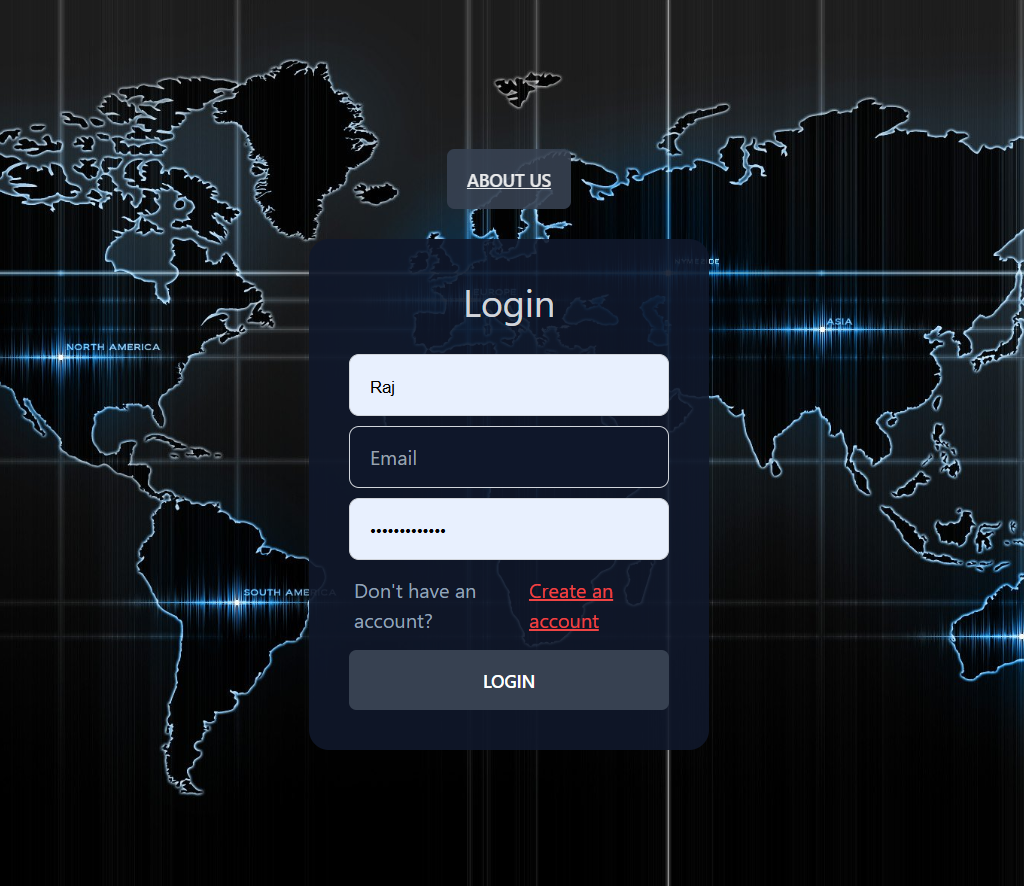 ABOUT US
Login
NORTH AMERICA
ASIA
Raj
Email
•••••••••••••
Don't have an
account?
Create an
account
SOUTH AMERICA
LOGIN